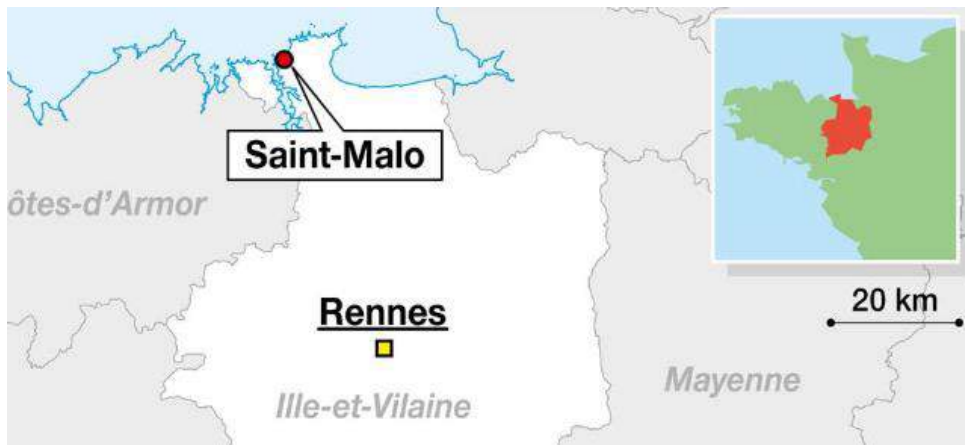 Saint-Malo
ôtes-d'Armor
20 km
Rennes
Mayenne
Ille-et-Vilaine